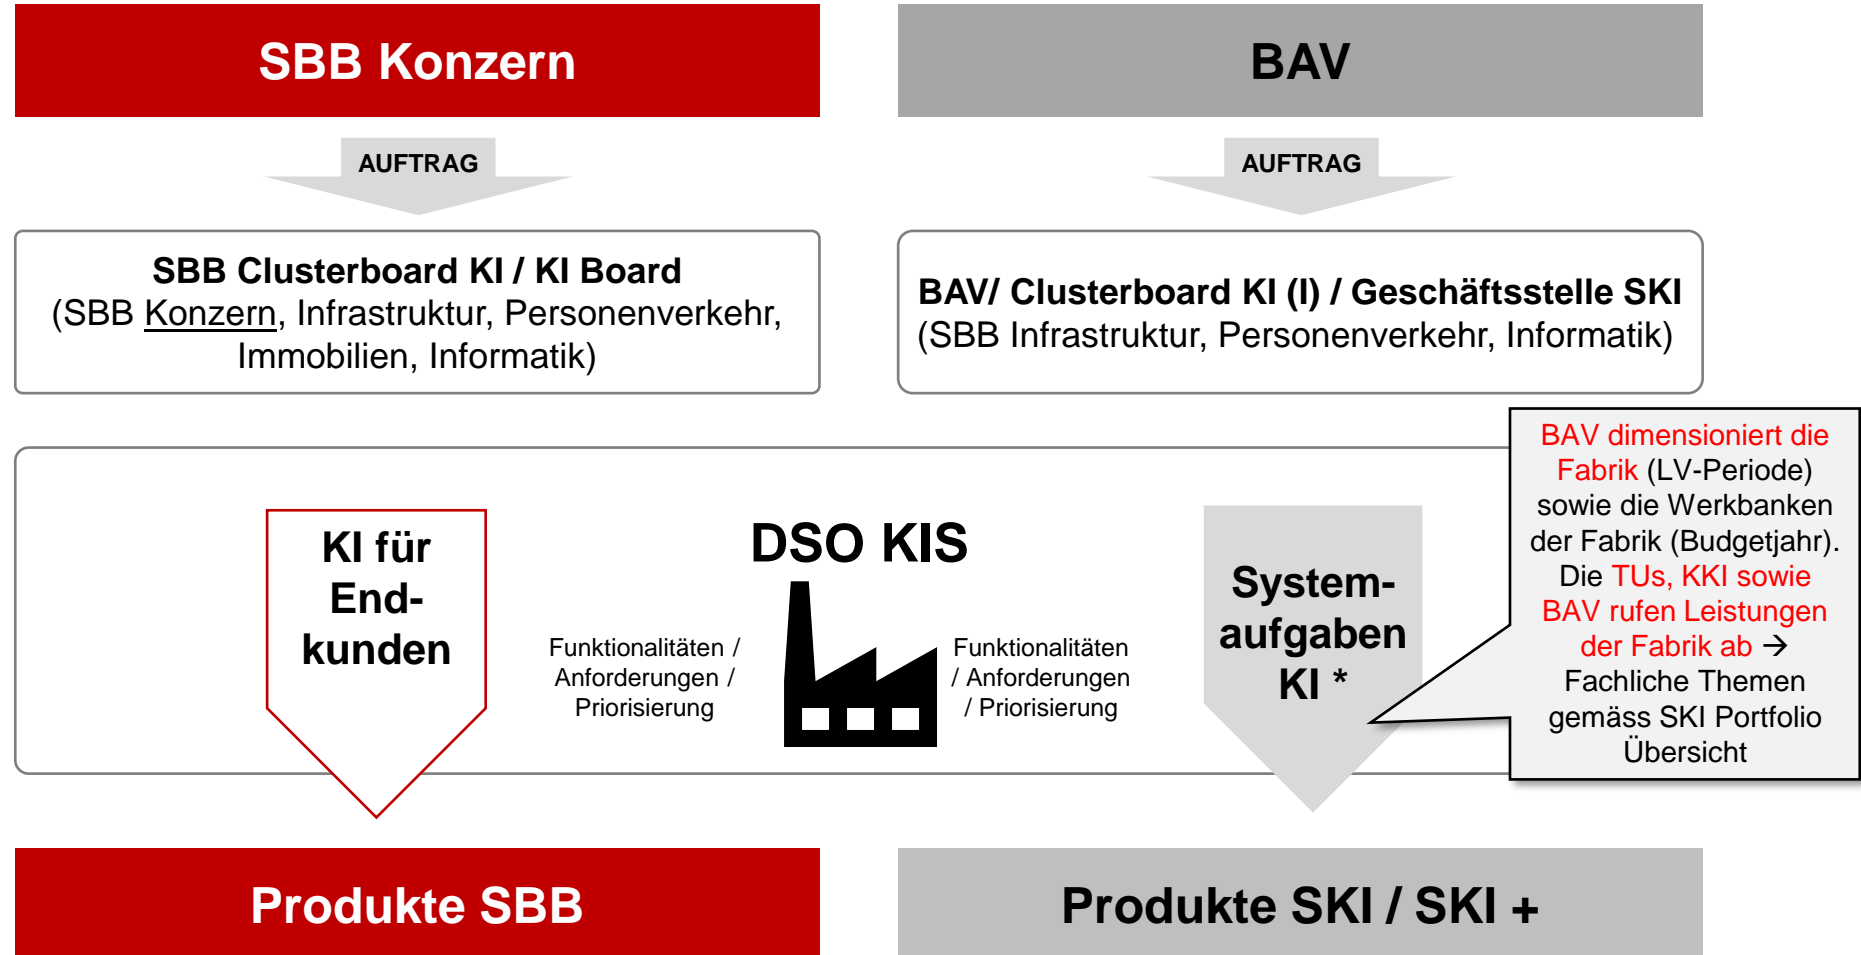 SBB Konzern
BAV
AUFTRAG
AUFTRAG
SBB Clusterboard KI / KI Board
(SBB Konzern, Infrastruktur, Personenverkehr,
Immobilien, Informatik)
BAV/ Clusterboard KI (I) / Geschäftsstelle SKI
(SBB Infrastruktur, Personenverkehr, Informatik)
KI für
End-
kunden
DSO KIS
Funktionalitäten /
Anforderungen /
Priorisierung
Funktionalitäten
/ Anforderungen
/ Priorisierung
System-
aufgaben
KI *
BAV dimensioniert die
Fabrik (LV-Periode)
sowie die Werkbanken
der Fabrik (Budgetjahr).
Die TUs, KKI sowie
BAV rufen Leistungen
der Fabrik ab →
Fachliche Themen
gemäss SKI Portfolio
Übersicht
Produkte SBB
Produkte SKI / SKI +